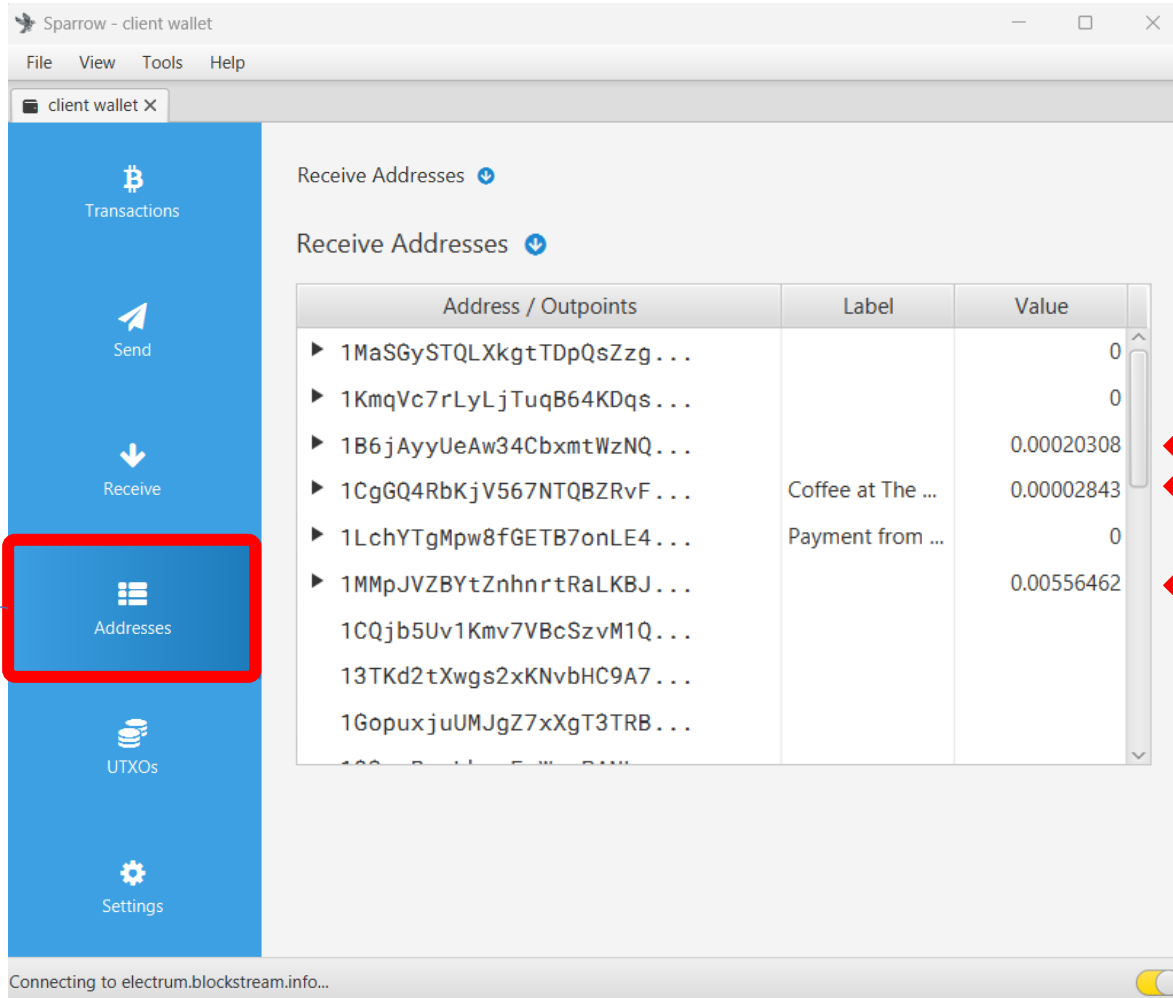 Sparrow - client wallet
File View Tools Help
client wallet
Transactions
Send
Receive
Addresses
UTXOs
Settings
Receive Addresses
Receive Addresses
Address / Outpoints Label Value
1MaSGySTQLXkgtTDpQsZzg... 0
1KmqVc7rLyLjTuqB64KDqs... 0
1B6jAyyUeAw34CbxmtWzNQ... 0.00020308
1CgGQ4RbKjV567NTQBZRvF... Coffee at The ... 0.00002843
1LchYTgMpw8fGETB7onLE4... Payment from ... 0
1MMpJVZBYtZnhnrtRaLKBJ... 0.00556462
1CQjb5Uv1Kmv7VBcSzvM1Q...
13TKd2tXwgs2xKNvbHC9A7...
1GopuxjuUMJgZ7xXgT3TRB...
Connecting to electrum.blockstream.info...